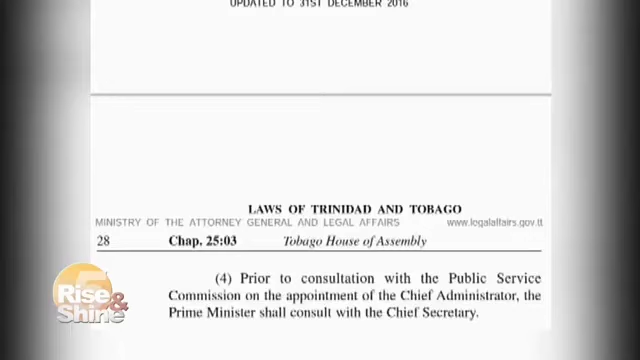 UPDATED TO 31ST DECEMBER 2016
LAWS OF TRINIDAD AND TOBAGO
MINISTRY OF THE ATTORNEY GENERAL AND LEGAL AFFAIRS www.legalaffairs.gov.tt
28 Chap. 25:03 Tobago House of Assembly
(4) Prior to consultation with the Public Service
Commission on the appointment of the Chief Administrator, the
Prime Minister shall consult with the Chief Secretary.
5
Rise &
Shine